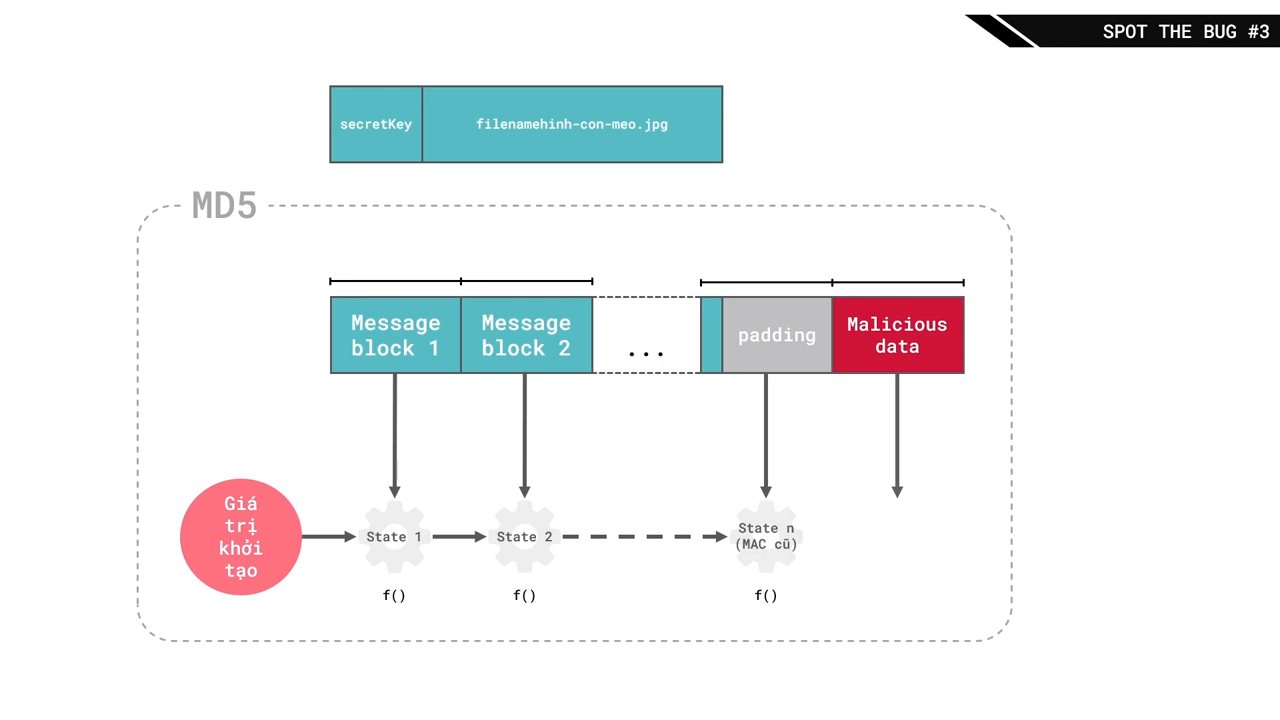 SPOT THE BUG #3
secretKey
filenamehinh-con-meo.jpg
MD5
Message
block 1
Message
block 2
...
padding
Malicious
data
Giá
trị
khởi
tạo
State 1
State 2
State n
(MAC cũ)
f()
f()
f()